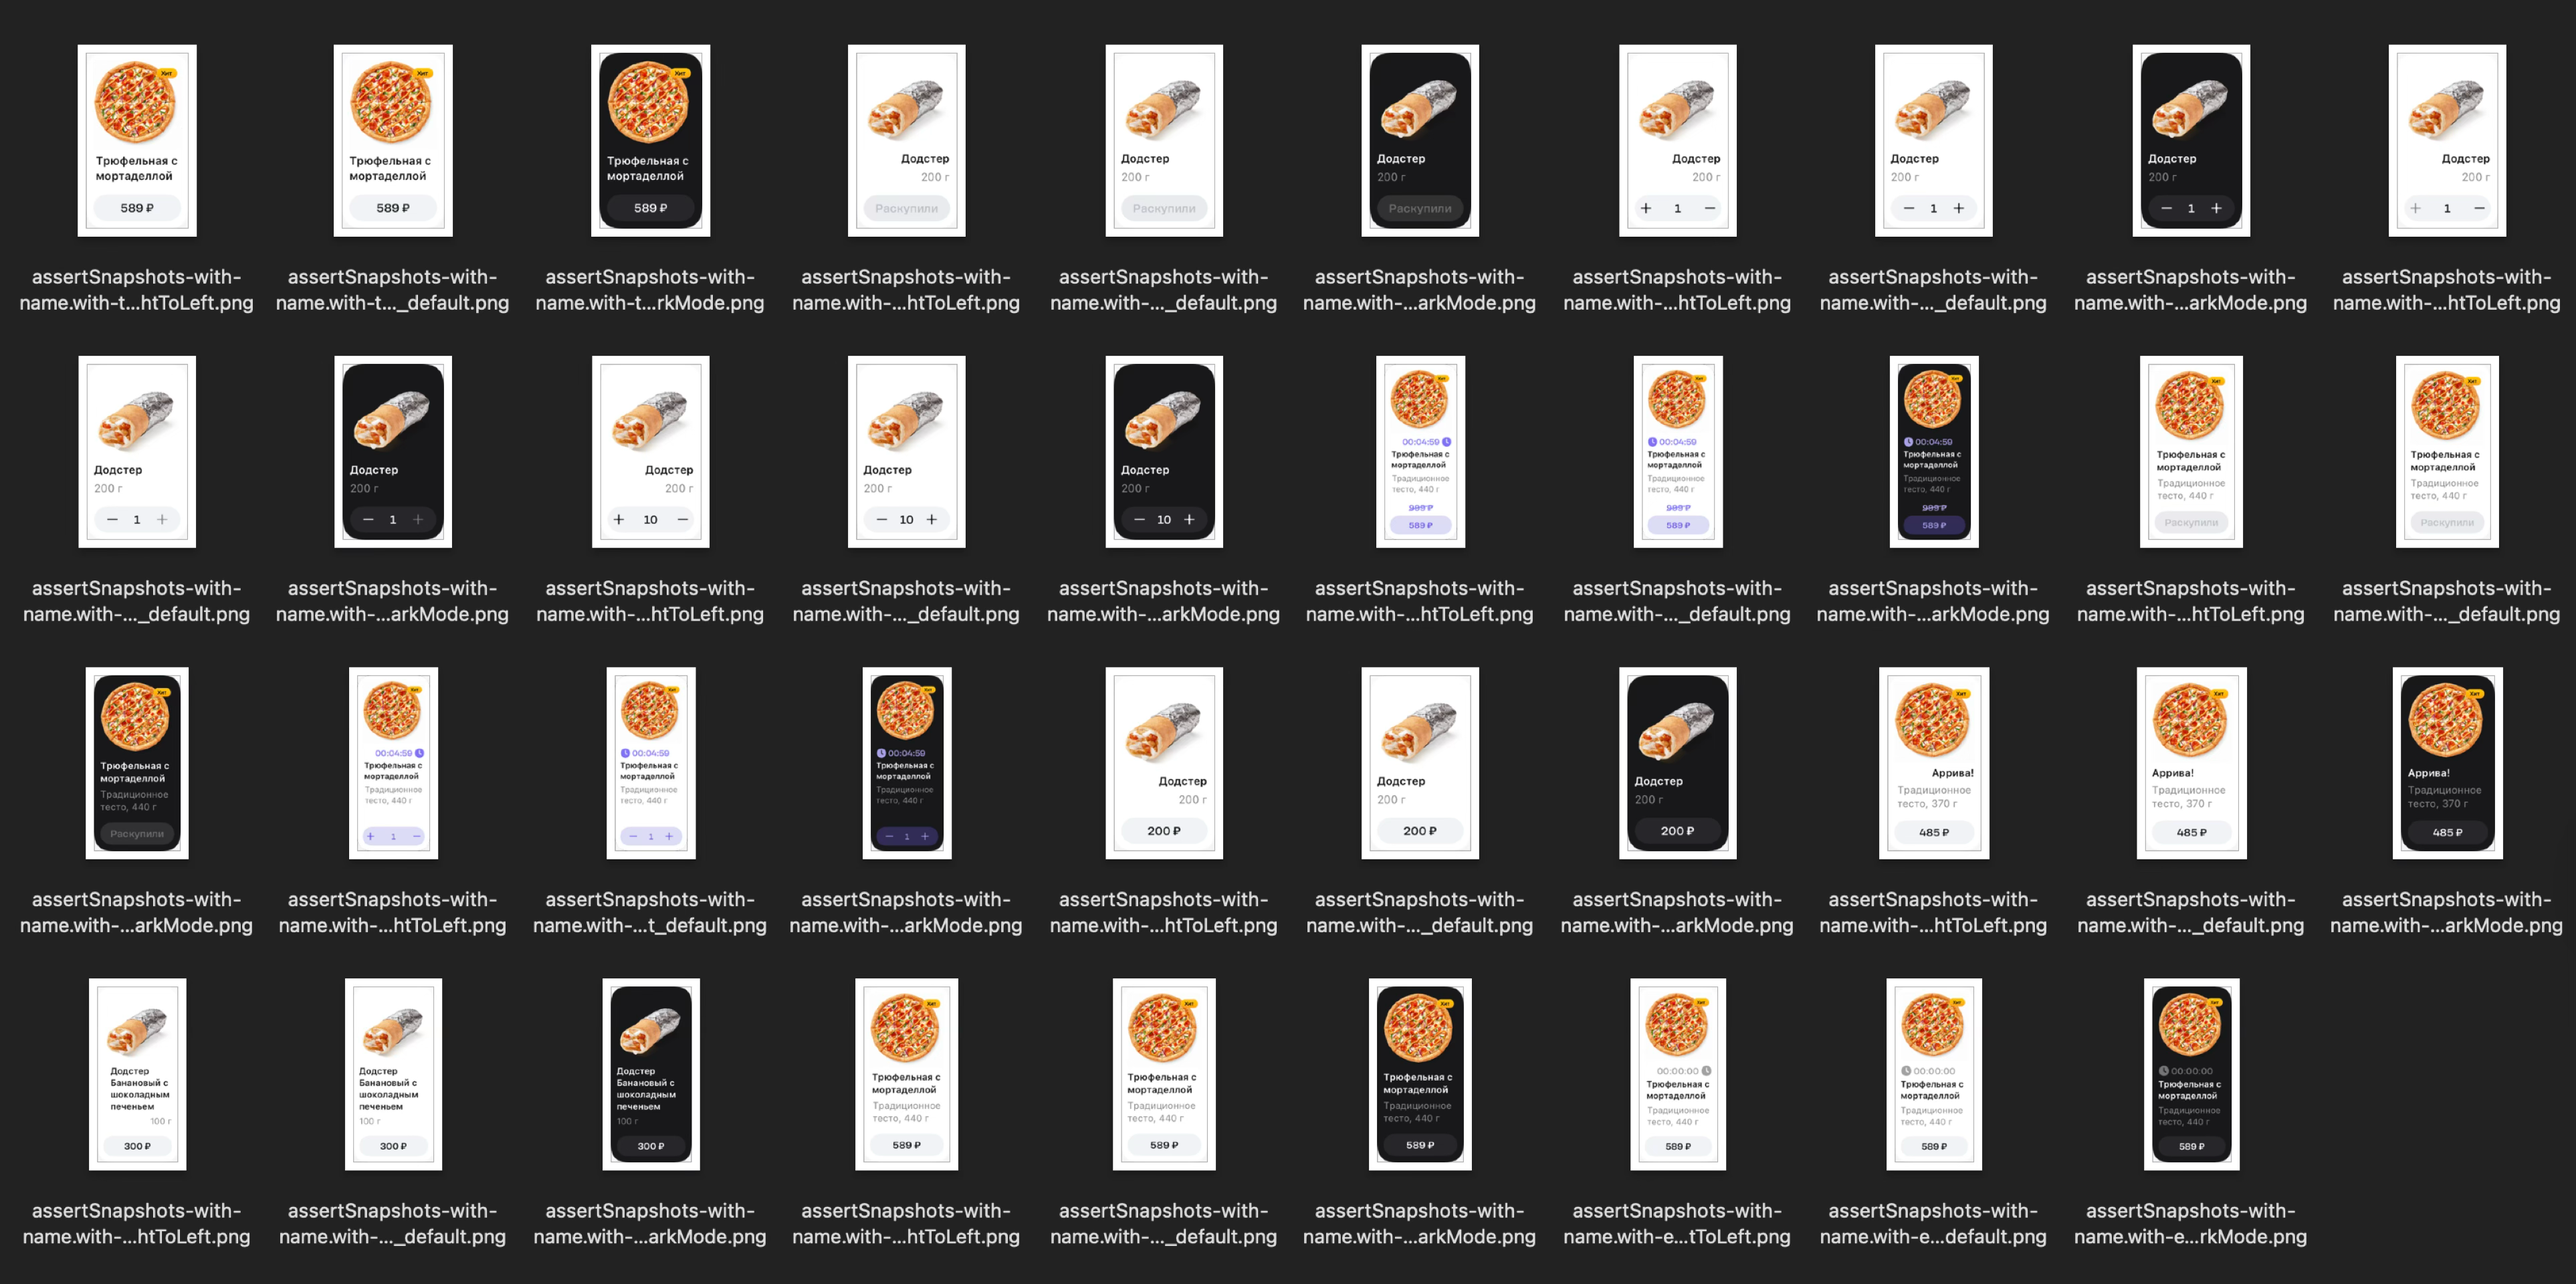 Хит
Трюфельная с
мортаделлой
589 ₽
assertSnapshots-with-
name.with-t...htToLeft.png
Хит
Трюфельная с
мортаделлой
589 ₽
assertSnapshots-with-
name.with-t..._default.png
Хит
Трюфельная с
мортаделлой
589 ₽
assertSnapshots-with-
name.with-t...rkMode.png
Додстер
200 г
Раскупили
assertSnapshots-with-
name.with-...htToLeft.png
Додстер
200 г
Раскупили
assertSnapshots-with-
name.with-..._default.png
Додстер
200 г
Раскупили
assertSnapshots-with-
name.with-...arkMode.png
Додстер
200 г
+ 1 −
assertSnapshots-with-
name.with-...htToLeft.png
Додстер
200 г
− 1 +
assertSnapshots-with-
name.with-..._default.png
Додстер
200 г
− 1 +
assertSnapshots-with-
name.with-...arkMode.png
Додстер
200 г
+ 1 −
assertSnapshots-with-
name.with-...htToLeft.png
Додстер
200 г
− 1 +
assertSnapshots-with-
name.with-..._default.png
Додстер
200 г
− 1 +
assertSnapshots-with-
name.with-...arkMode.png
Додстер
200 г
+ 10 −
assertSnapshots-with-
name.with-...htToLeft.png
Додстер
200 г
− 10 +
assertSnapshots-with-
name.with-..._default.png
Додстер
200 г
− 10 +
assertSnapshots-with-
name.with-...arkMode.png
Хит
00:04:59
Трюфельная с
мортаделлой
Традиционное
тесто, 440 г
589 ₽
assertSnapshots-with-
name.with-...htToLeft.png
Хит
00:04:59
Трюфельная с
мортаделлой
Традиционное
тесто, 440 г
589 ₽
assertSnapshots-with-
name.with-..._default.png
Хит
00:04:59
Трюфельная с
мортаделлой
Традиционное
тесто, 440 г
589 ₽
assertSnapshots-with-
name.with-...arkMode.png
Хит
Трюфельная с
мортаделлой
Традиционное
тесто, 440 г
Раскупили
assertSnapshots-with-
name.with-...htToLeft.png
Хит
Трюфельная с
мортаделлой
Традиционное
тесто, 440 г
Раскупили
assertSnapshots-with-
name.with-..._default.png
Хит
Трюфельная с
мортаделлой
Традиционное
тесто, 440 г
Раскупили
assertSnapshots-with-
name.with-...arkMode.png
Хит
00:04:59
Трюфельная с
мортаделлой
Традиционное
тесто, 440 г
+ 1 −
assertSnapshots-with-
name.with-...htToLeft.png
Хит
00:04:59
Трюфельная с
мортаделлой
Традиционное
тесто, 440 г
− 1 +
assertSnapshots-with-
name.with-...t_default.png
Хит
00:04:59
Трюфельная с
мортаделлой
Традиционное
тесто, 440 г
− 1 +
assertSnapshots-with-
name.with-...arkMode.png
Додстер
200 г
200 ₽
assertSnapshots-with-
name.with-...htToLeft.png
Додстер
200 г
200 ₽
assertSnapshots-with-
name.with-..._default.png
Додстер
200 г
200 ₽
assertSnapshots-with-
name.with-...arkMode.png
Хит
Аррива!
Традиционное
тесто, 370 г
485 ₽
assertSnapshots-with-
name.with-...htToLeft.png
Хит
Аррива!
Традиционное
тесто, 370 г
485 ₽
assertSnapshots-with-
name.with-..._default.png
Хит
Аррива!
Традиционное
тесто, 370 г
485 ₽
assertSnapshots-with-
name.with-...arkMode.png
Додстер
Банановый с
шоколадным
печеньем
100 г
300 ₽
assertSnapshots-with-
name.with-...htToLeft.png
Додстер
Банановый с
шоколадным
печеньем
100 г
300 ₽
assertSnapshots-with-
name.with-..._default.png
Додстер
Банановый с
шоколадным
печеньем
100 г
300 ₽
assertSnapshots-with-
name.with-...arkMode.png
Хит
Трюфельная с
мортаделлой
Традиционное
тесто, 440 г
589 ₽
assertSnapshots-with-
name.with-...htToLeft.png
Хит
Трюфельная с
мортаделлой
Традиционное
тесто, 440 г
589 ₽
assertSnapshots-with-
name.with-..._default.png
Хит
Трюфельная с
мортаделлой
Традиционное
тесто, 440 г
589 ₽
assertSnapshots-with-
name.with-...arkMode.png
Хит
00:00:00
Трюфельная с
мортаделлой
Традиционное
тесто, 440 г
589 ₽
assertSnapshots-with-
name.with-e...tToLeft.png
Хит
00:00:00
Трюфельная с
мортаделлой
Традиционное
тесто, 440 г
589 ₽
assertSnapshots-with-
name.with-e...default.png
Хит
00:00:00
Трюфельная с
мортаделлой
Традиционное
тесто, 440 г
589 ₽
assertSnapshots-with-
name.with-e...rkMode.png